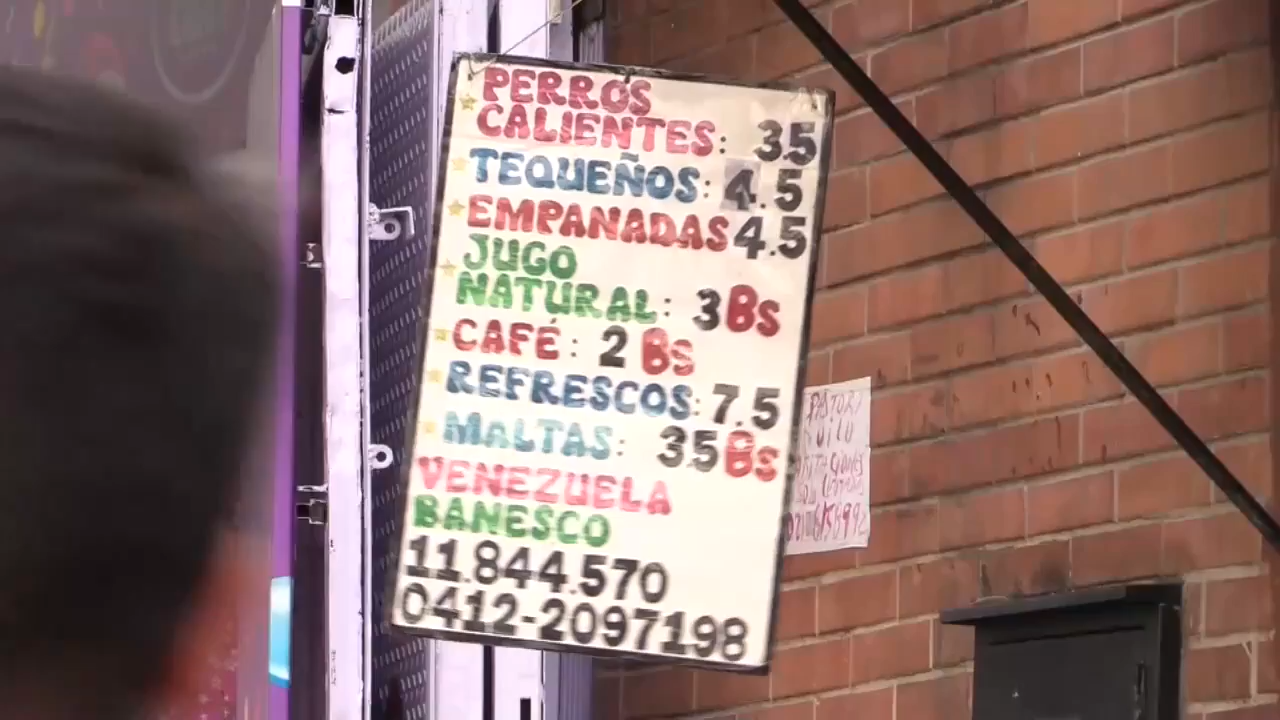 PERROS
CALIENTES: 35
TEQUEÑOS: 4.5
EMPANADAS 4.5
JUGO
NATURAL: 3Bs
CAFÉ: 2 Bs
REFRESCOS: 7.5
MALTAS: 35Bs
VENEZUELA
BANESCO
11.844.570
0412-2097198